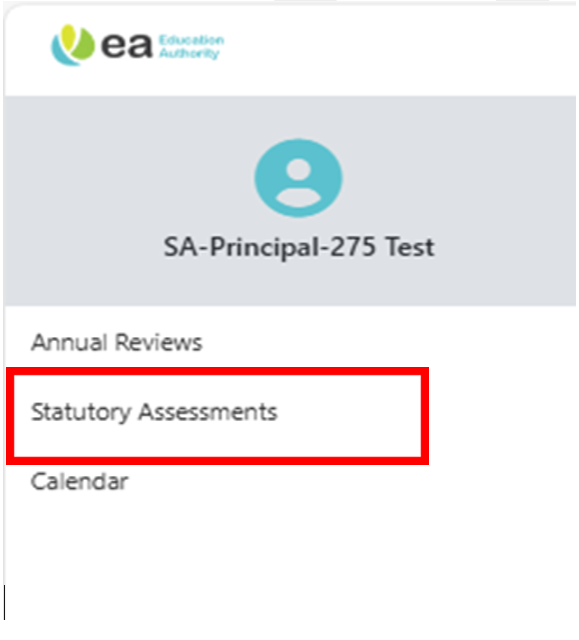 ea Education
Authority
SA-Principal-275 Test
Annual Reviews
Statutory Assessments
Calendar